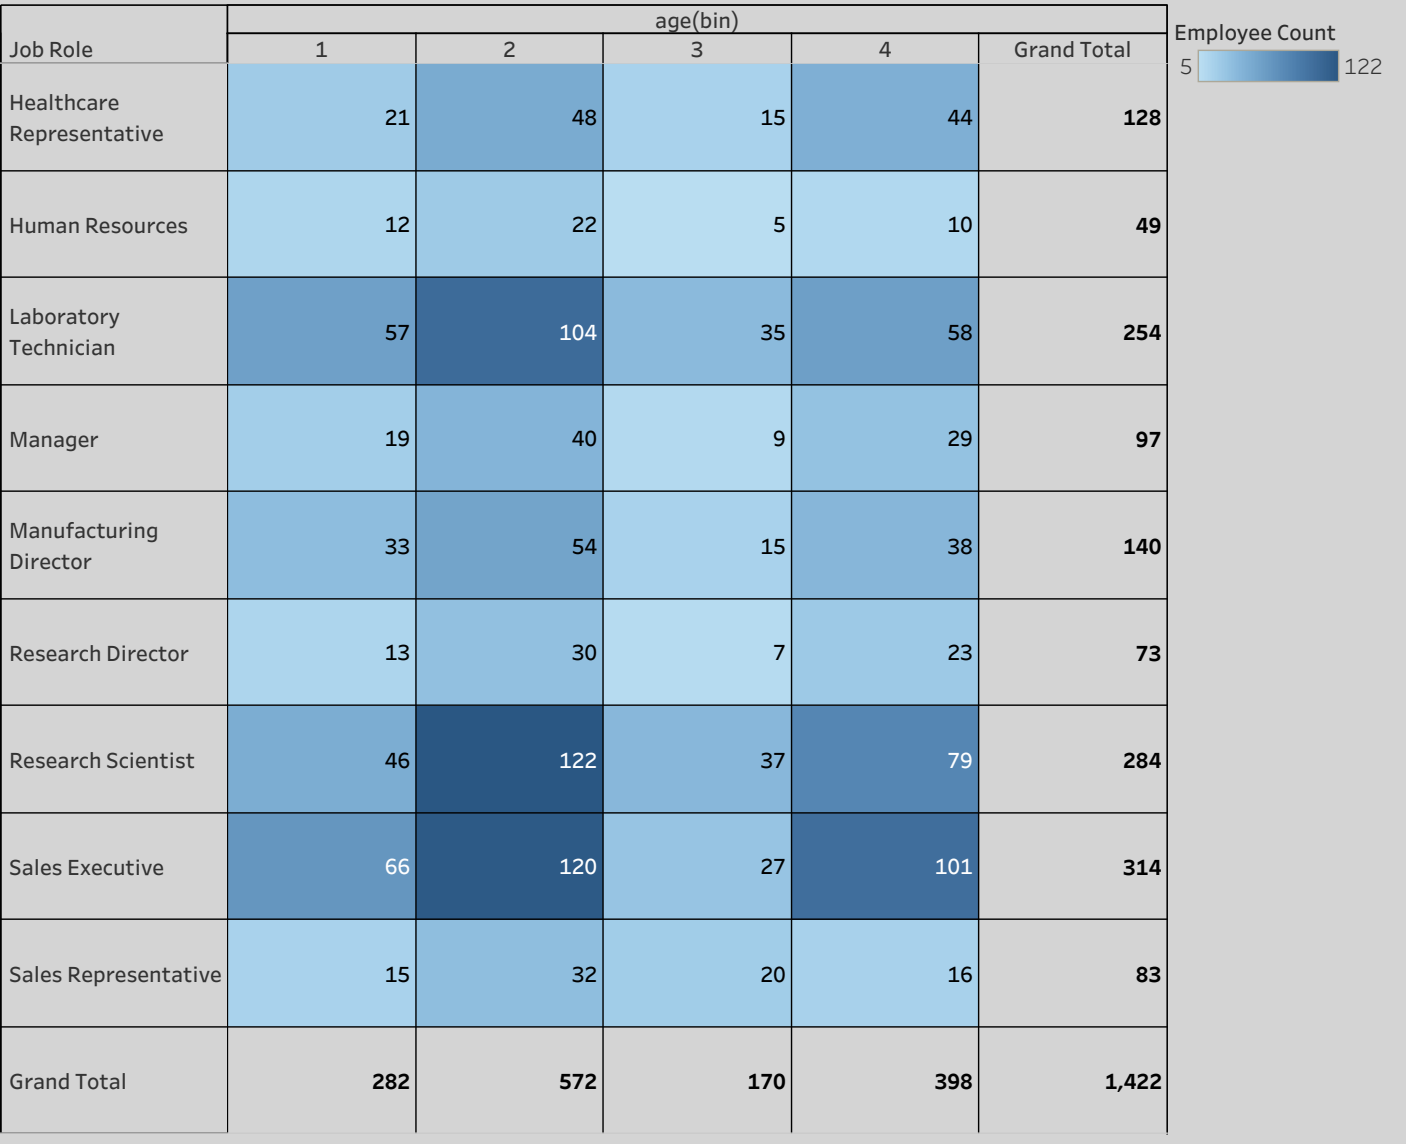 age(bin)
Employee Count
Job Role 1 2 3 4 Grand Total
5 122
Healthcare
Representative
21 48 15 44 128
Human Resources 12 22 5 10 49
Laboratory
Technician
57 104 35 58 254
Manager 19 40 9 29 97
Manufacturing
Director
33 54 15 38 140
Research Director 13 30 7 23 73
Research Scientist 46 122 37 79 284
Sales Executive 66 120 27 101 314
Sales Representative 15 32 20 16 83
Grand Total 282 572 170 398 1,422